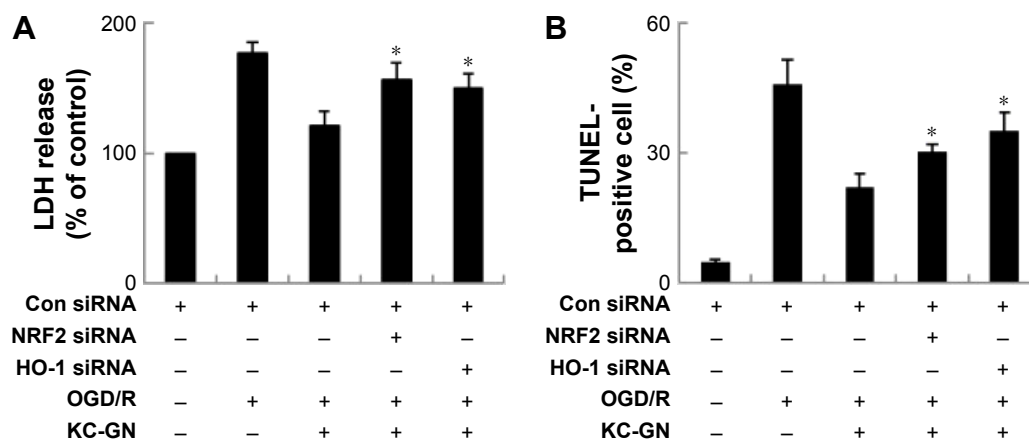 A
LDH release
(% of control)
200
100
0
* *
Con siRNA + + + + +
NRF2 siRNA – – – + –
HO-1 siRNA – – – – +
OGD/R – + + + +
KC-GN – – + + +
B
TUNEL-
positive cell (%)
60
30
0
* *
Con siRNA + + + + +
NRF2 siRNA – – – + –
HO-1 siRNA – – – – +
OGD/R – + + + +
KC-GN – – + + +